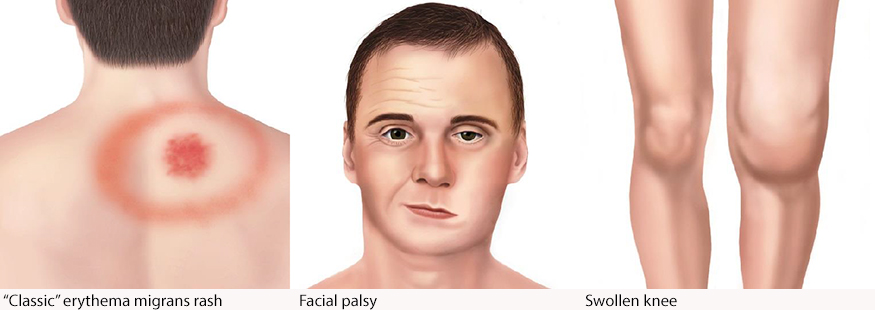 “Classic” erythema migrans rash
Facial palsy
Swollen knee